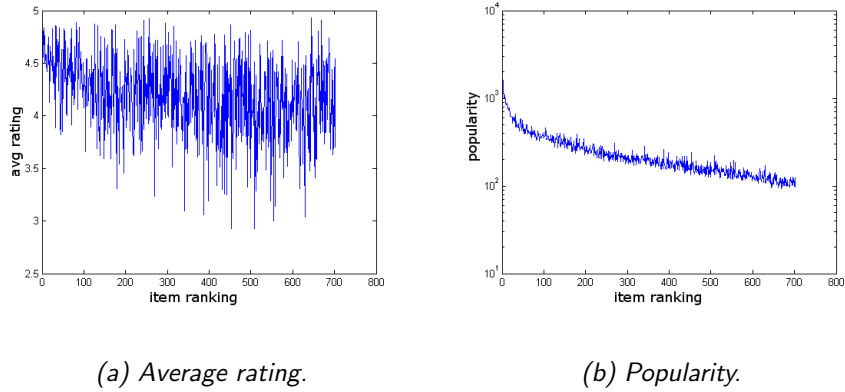 5
4.5
4
3.5
3
2.5
avg rating
0 100 200 300 400 500 600 700 800
item ranking
(a) Average rating.
10^4
10^3
10^2
10^1
popularity
0 100 200 300 400 500 600 700 800
item ranking
(b) Popularity.